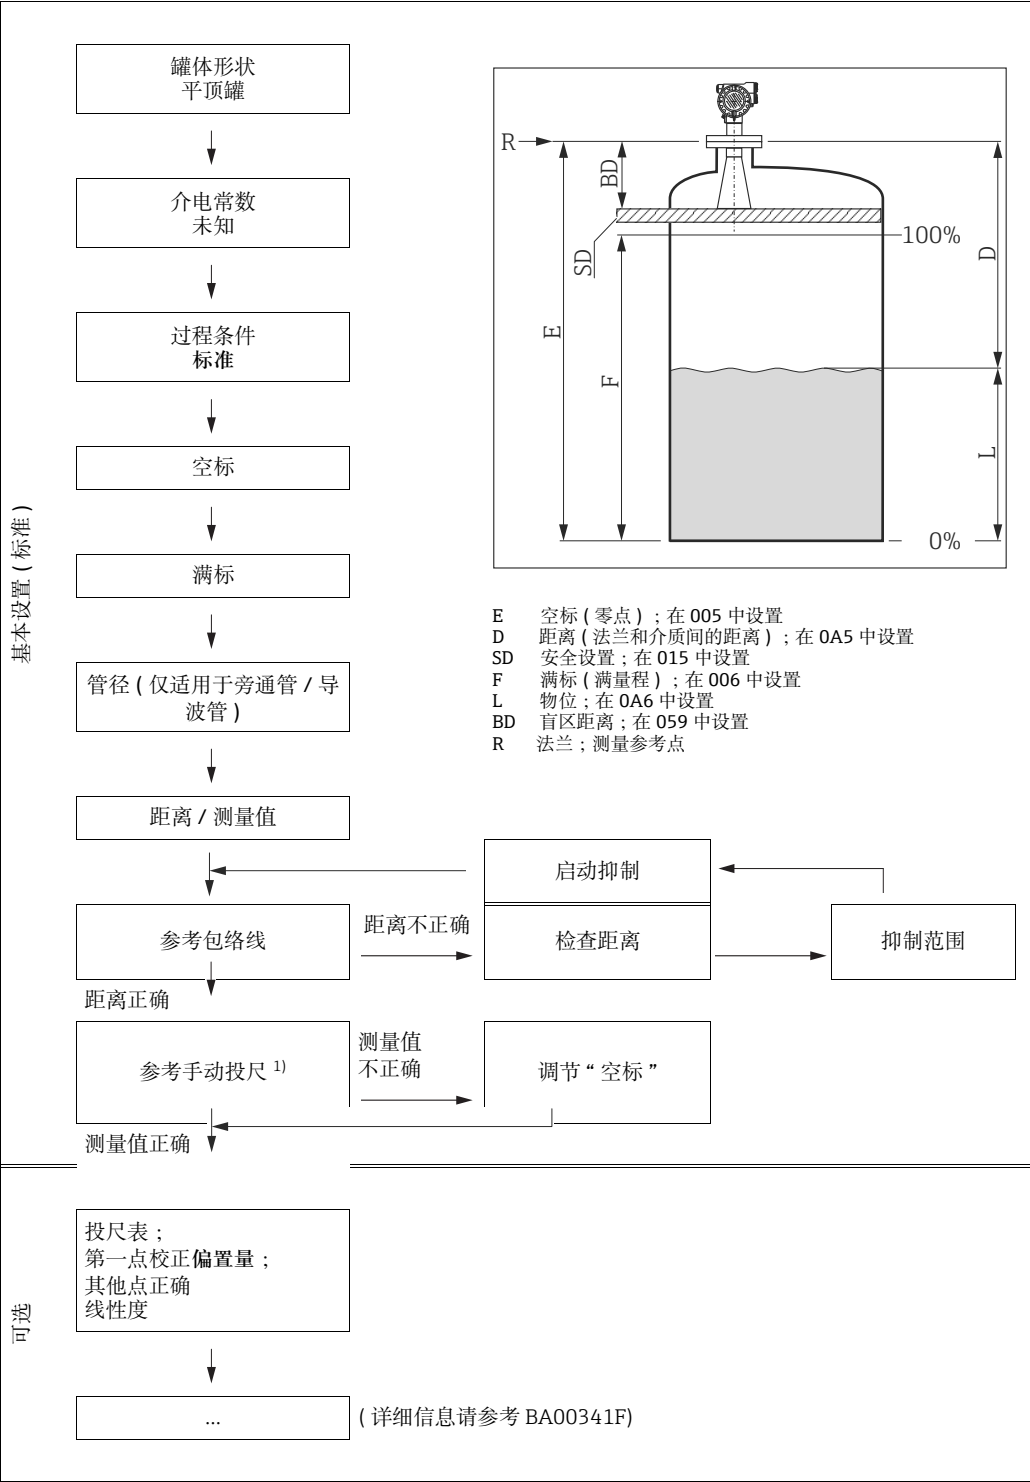 罐体形状
平顶罐
介电常数
未知
过程条件
标准
空标
满标
管径 ( 仅适用于旁通管 / 导
波管 )
距离 / 测量值
基本设置 ( 标准 )
R
BD
SD
E
F
100%
D
L
0%
E 空标 ( 零点 ) ; 在 005 中设置
D 距离 ( 法兰和介质间的距离 ) ; 在 0A5 中设置
SD 安全设置 ; 在 015 中设置
F 满标 ( 满量程 ) ; 在 006 中设置
L 物位 ; 在 0A6 中设置
BD 盲区距离 ; 在 059 中设置
R 法兰 ; 测量参考点
启动抑制
参考包络线
距离不正确
检查距离
抑制范围
距离正确
参考手动投尺 1)
测量值
不正确
调节 “ 空标 ”
测量值正确
可选
投尺表 ;
第一点校正偏置量 ;
其他点正确
线性度
...
( 详细信息请参考 BA00341F)